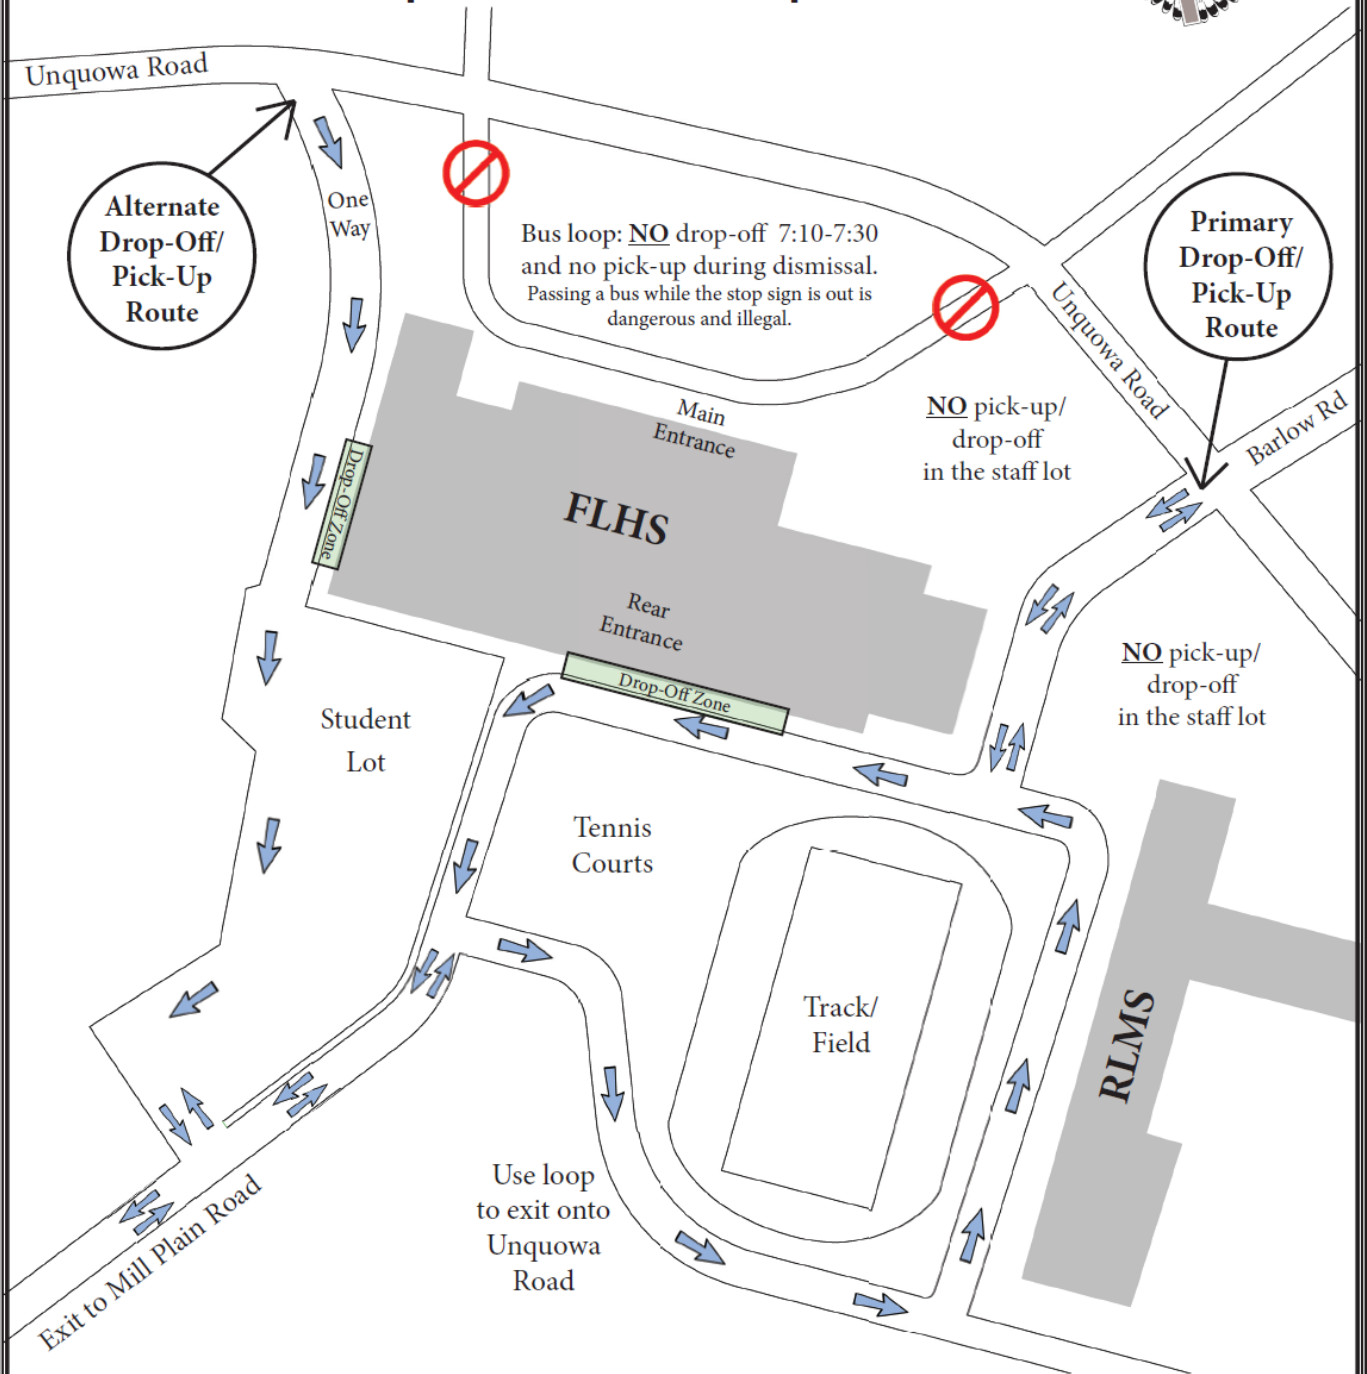 Unquowa Road
Alternate
Drop-Off/
Pick-Up
Route
One
Way
Bus loop: NO drop-off 7:10-7:30
and no pick-up during dismissal.
Passing a bus while the stop sign is out is
dangerous and illegal.
Primary
Drop-Off/
Pick-Up
Route
Unquowa Road
Barlow Rd
NO pick-up/
drop-off
in the staff lot
Main
Entrance
FLHS
Drop-Off Zone
Rear
Entrance
Drop-Off Zone
NO pick-up/
drop-off
in the staff lot
Student
Lot
Tennis
Courts
Track/
Field
RLMS
Use loop
to exit onto
Unquowa
Road
Exit to Mill Plain Road